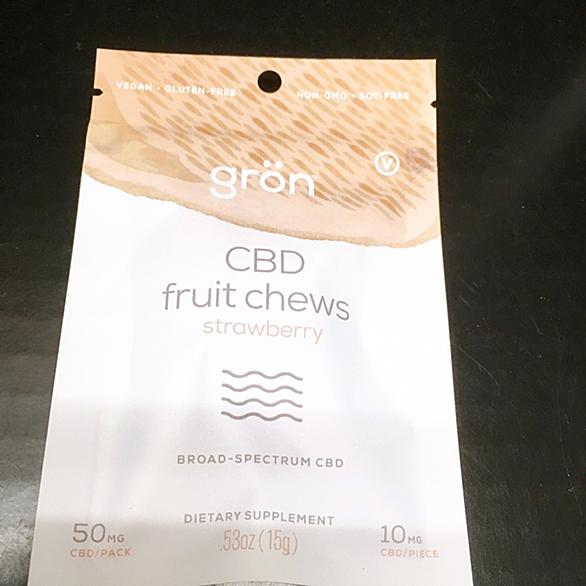 VEGAN • GLUTEN-FREE
NON-GMO • SOY-FREE
V
grön
CBD
fruit chews
strawberry
BROAD-SPECTRUM CBD
DIETARY SUPPLEMENT
.53oz (15g)
50MG
CBD/PACK
10MG
CBD/PIECE